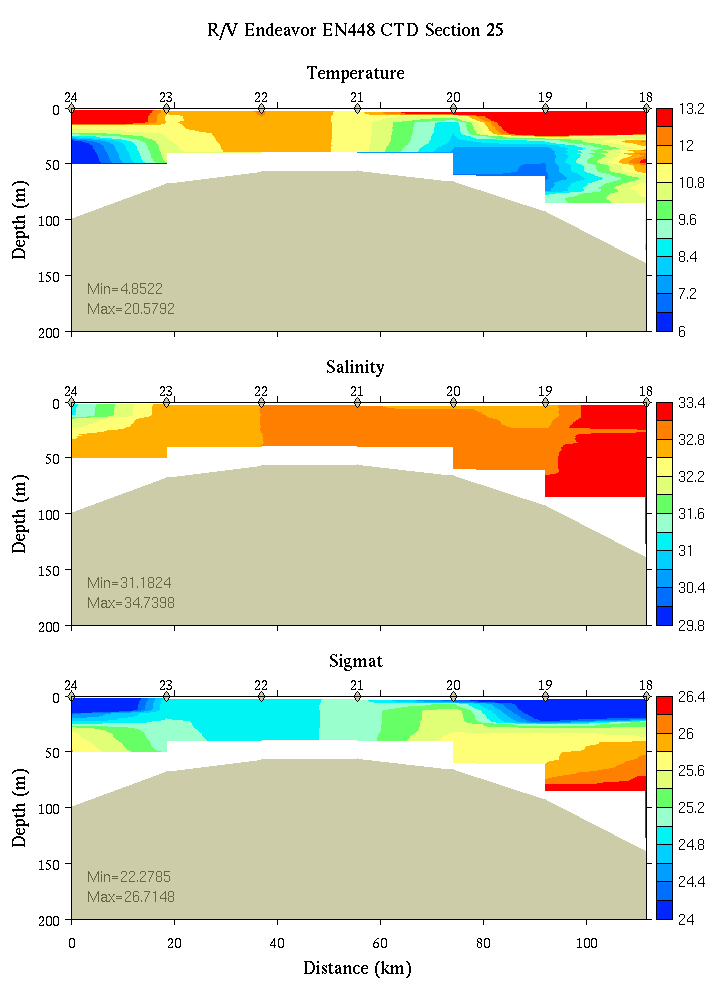 R/V Endeavor EN448 CTD Section 25
Temperature
24 23 22 21 20 19 18
0
50
100
150
200
Depth (m)
Min=4.8522
Max=20.5792
13.2
12
10.8
9.6
8.4
7.2
6
Salinity
24 23 22 21 20 19 18
0
50
100
150
200
Depth (m)
Min=31.1824
Max=34.7398
33.4
32.8
32.2
31.6
31
30.4
29.8
Sigmat
24 23 22 21 20 19 18
0
50
100
150
200
Depth (m)
Min=22.2785
Max=26.7148
26.4
26
25.6
25.2
24.8
24.4
24
0 20 40 60 80 100
Distance (km)